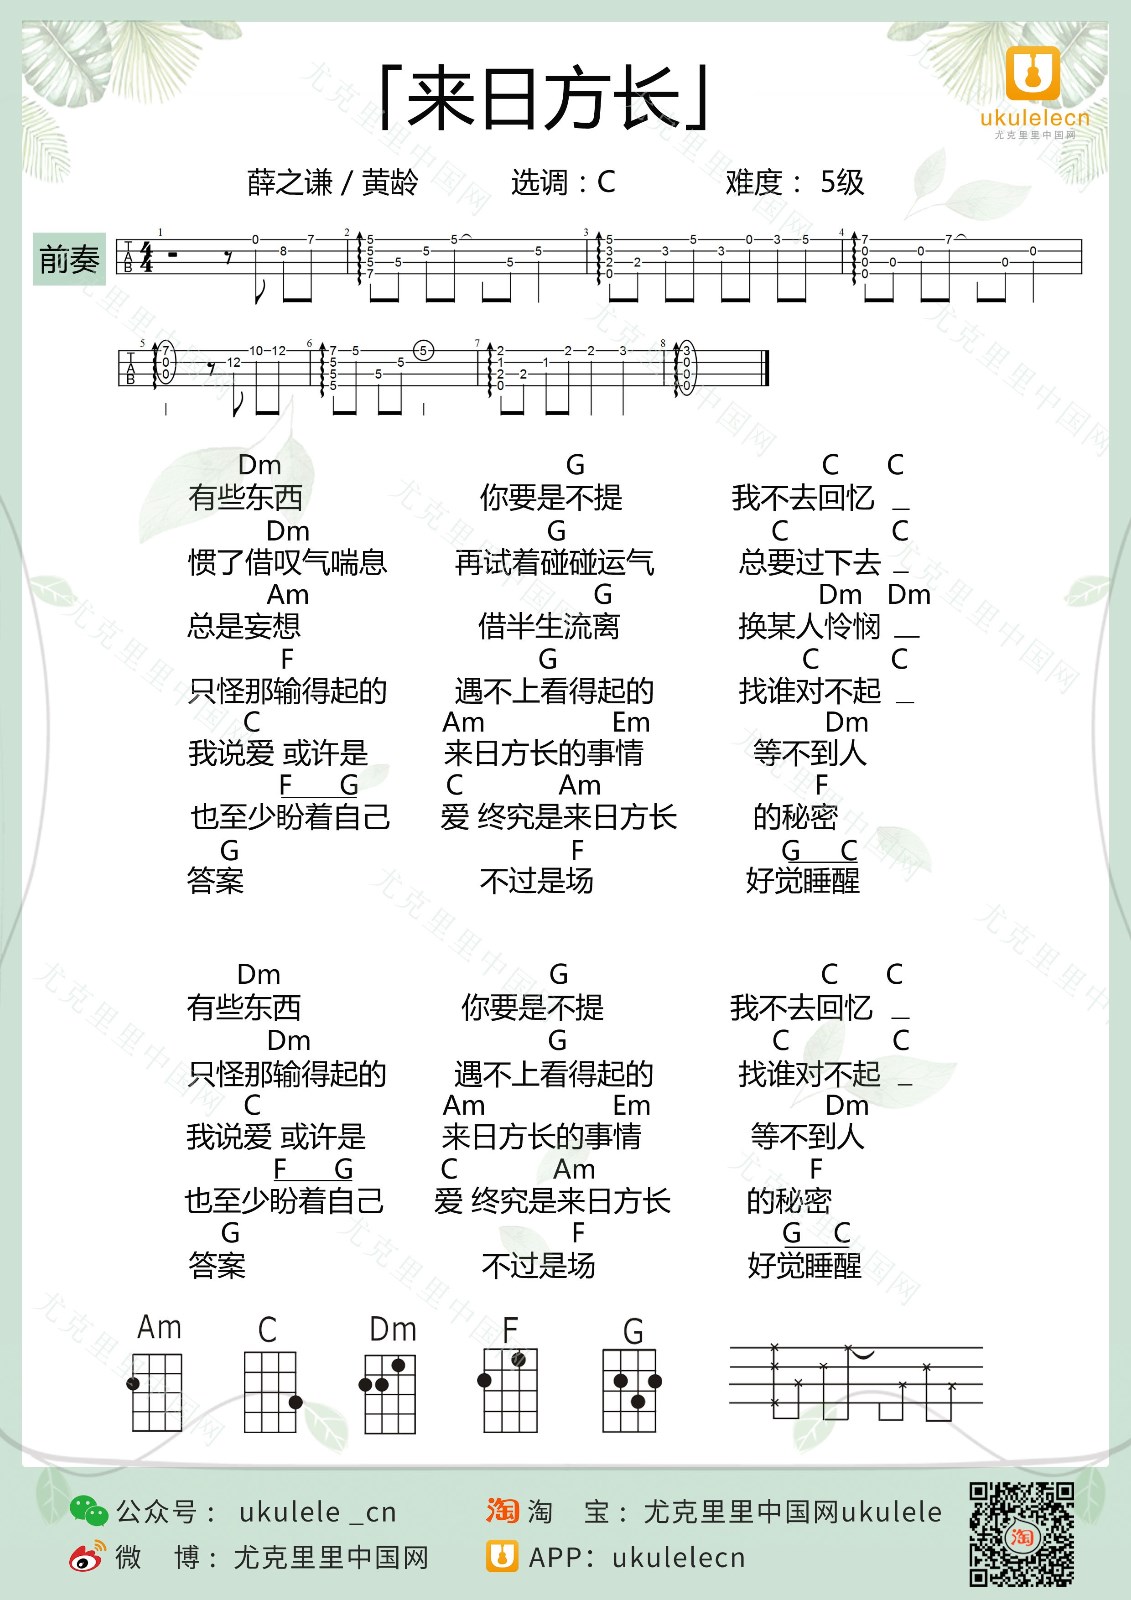 「来日方长」
ukulelecn
尤克里里中国网
薛之谦 / 黄龄 选调：C 难度： 5级
前奏
Dm G C C
有些东西 你要是不提 我不去回忆 _
Dm G C C
惯了借叹气喘息 再试着碰碰运气 总要过下去 _
Am G Dm Dm
总是妄想 借半生流离 换某人怜悯 _
F G C C
只怪那输得起的 遇不上看得起的 找谁对不起 _
C Am Em Dm
我说爱 或许是 来日方长的事情 等不到人
F G C Am F
也至少盼着自己 爱 终究是来日方长 的秘密
G F G C
答案 不过是场 好觉睡醒
Dm G C C
有些东西 你要是不提 我不去回忆 _
Dm G C C
只怪那输得起的 遇不上看得起的 找谁对不起 _
C Am Em Dm
我说爱 或许是 来日方长的事情 等不到人
F G C Am F
也至少盼着自己 爱 终究是来日方长 的秘密
G F G C
答案 不过是场 好觉睡醒
Am C Dm F G
公众号： ukulele _cn
淘 淘 宝：尤克里里中国网ukulele
微 博：尤克里里中国网
APP：ukulelecn
淘